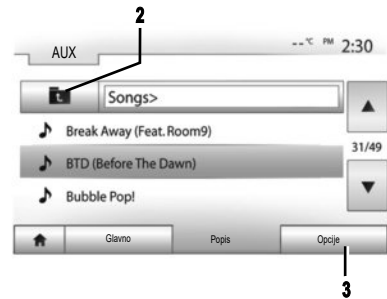 2
AUX
--°C PM 2:30
Songs>
Break Away (Feat. Room9)
31/49
BTD (Before The Dawn)
Bubble Pop!
Glavno Popis Opcije
3